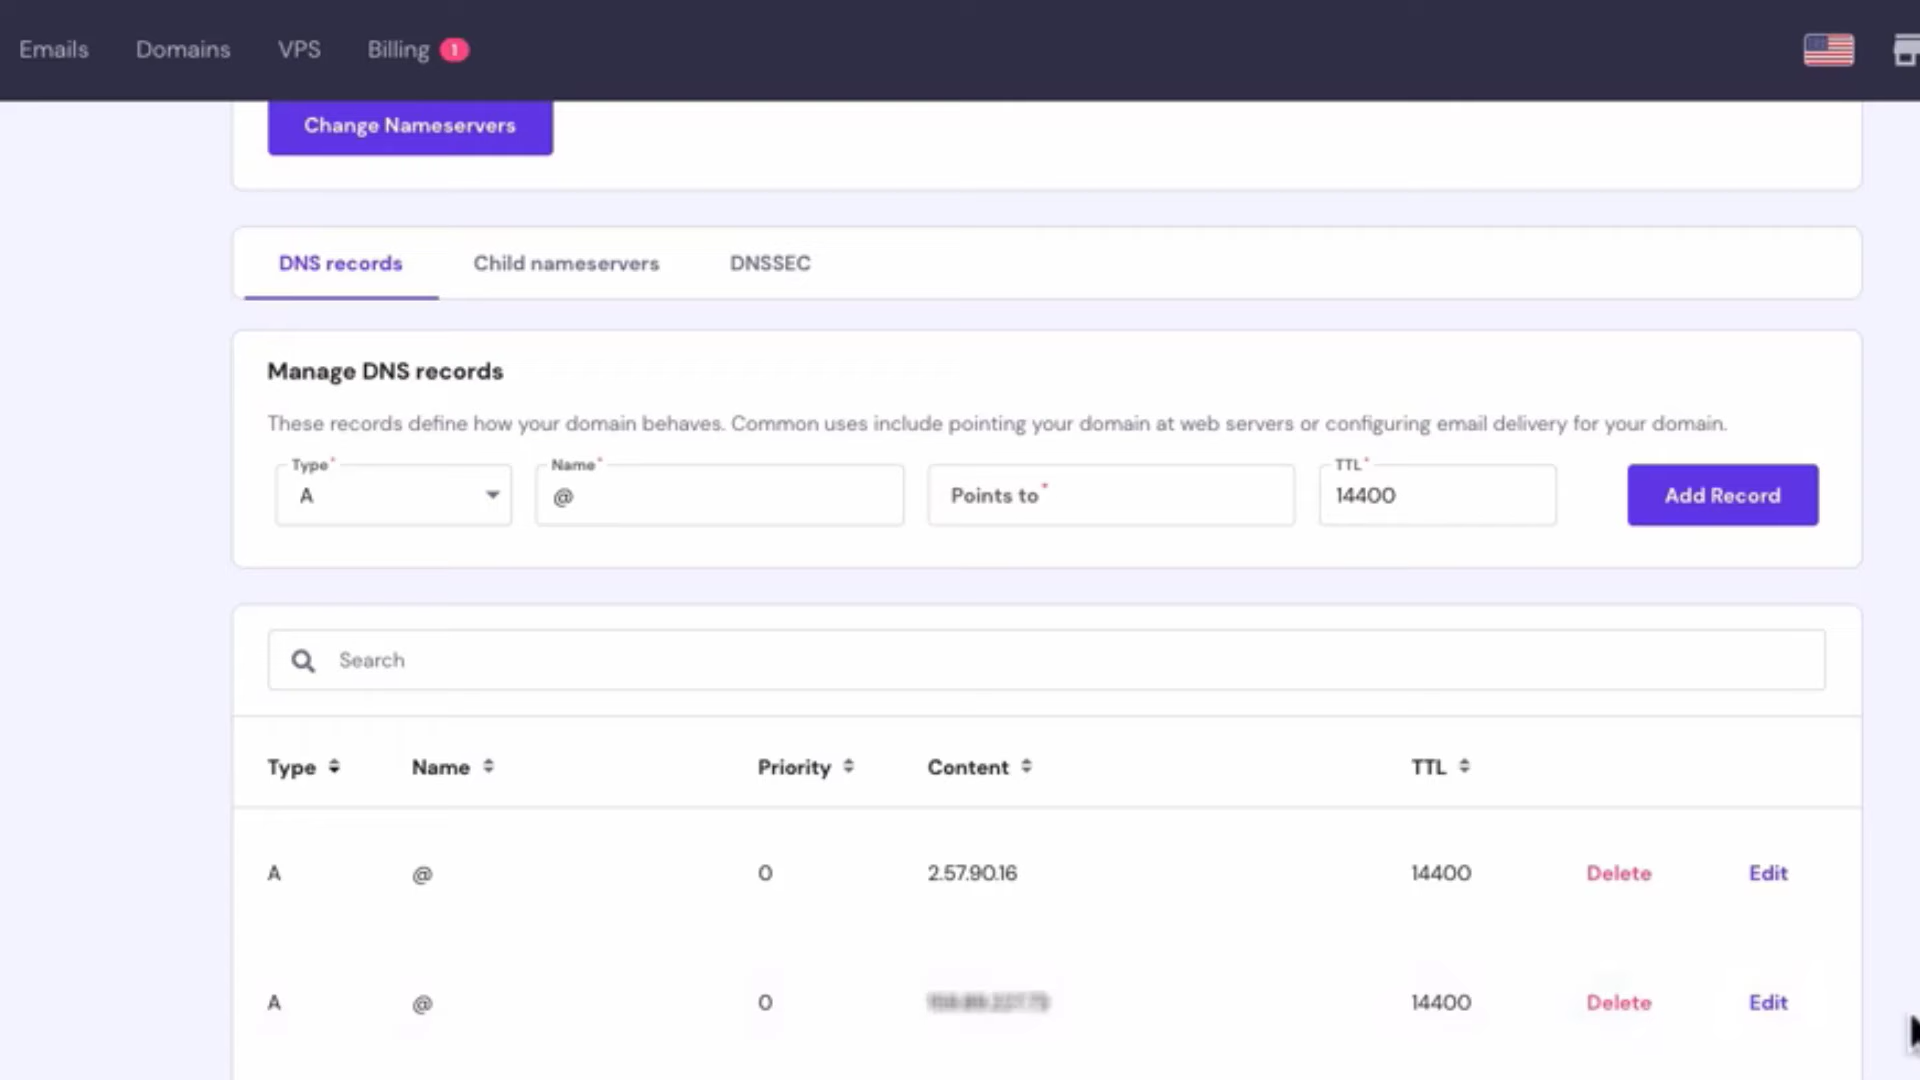 Emails Domains VPS Billing 1
Change Nameservers
DNS records Child nameservers DNSSEC
Manage DNS records
These records define how your domain behaves. Common uses include pointing your domain at web servers or configuring email delivery for your domain.
Type* Name* TTL*
A @ Points to* 14400 Add Record
Search
Type Name Priority Content TTL
A @ 0 2.57.90.16 14400 Delete Edit
A @ 0 14400 Delete Edit